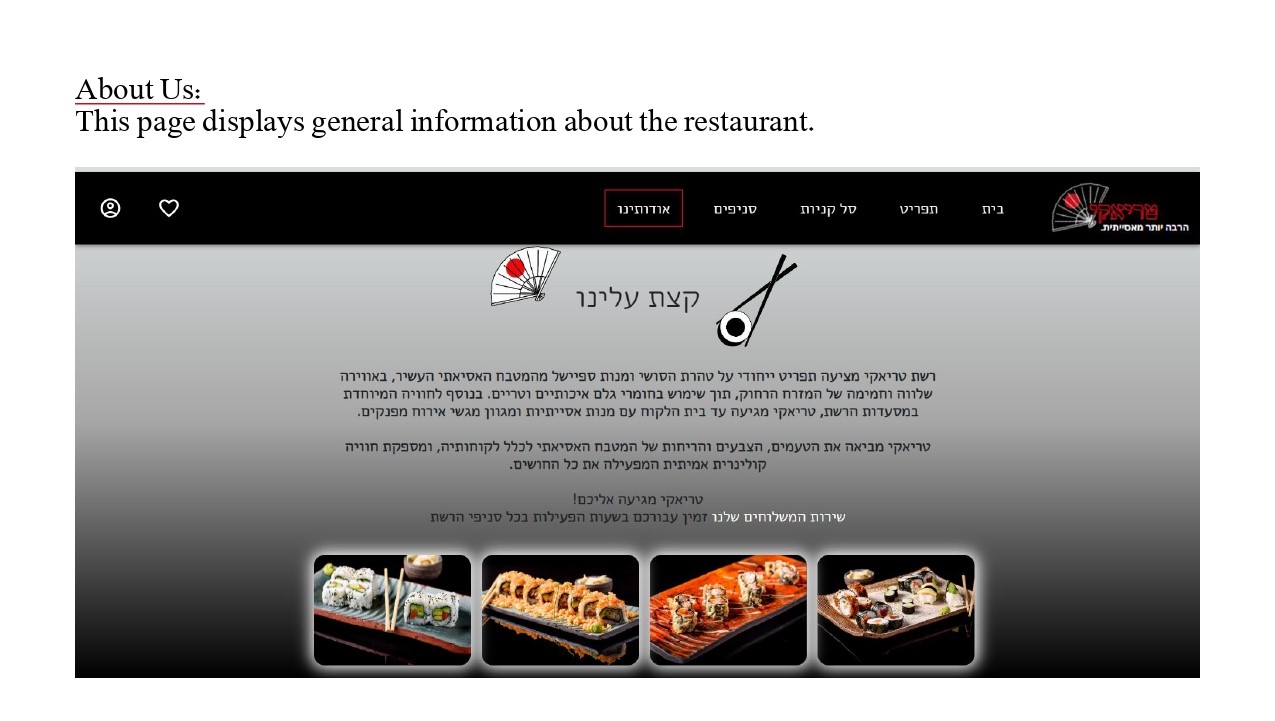 About Us:
This page displays general information about the restaurant.
טריאקי
הרבה יותר מאסייתית.
בית
תפריט
סל קניות
סניפים
אודותינו
קצת עלינו
רשת טריאקי מציעה תפריט ייחודי על טהרת הסושי ומנות ספיישל מהמטבח האסיאתי העשיר, באווירה
שלווה וחמימה של המזרח הרחוק, תוך שימוש בחומרי גלם איכותיים וטריים. בנוסף לחוויה המיוחדת
במסעדות הרשת, טריאקי מגיעה עד בית הלקוח עם מנות אסייתיות ומגוון מגשי אירוח מפנקים.
טריאקי מביאה את הטעמים, הצבעים והריחות של המטבח האסיאתי לכלל לקוחותיה, ומספקת חוויה
קולינרית אמיתית המפעילה את כל החושים.
טריאקי מגיעה אליכם!
שירות המשלוחים שלנו זמין עבורכם בשעות הפעילות בכל סניפי הרשת